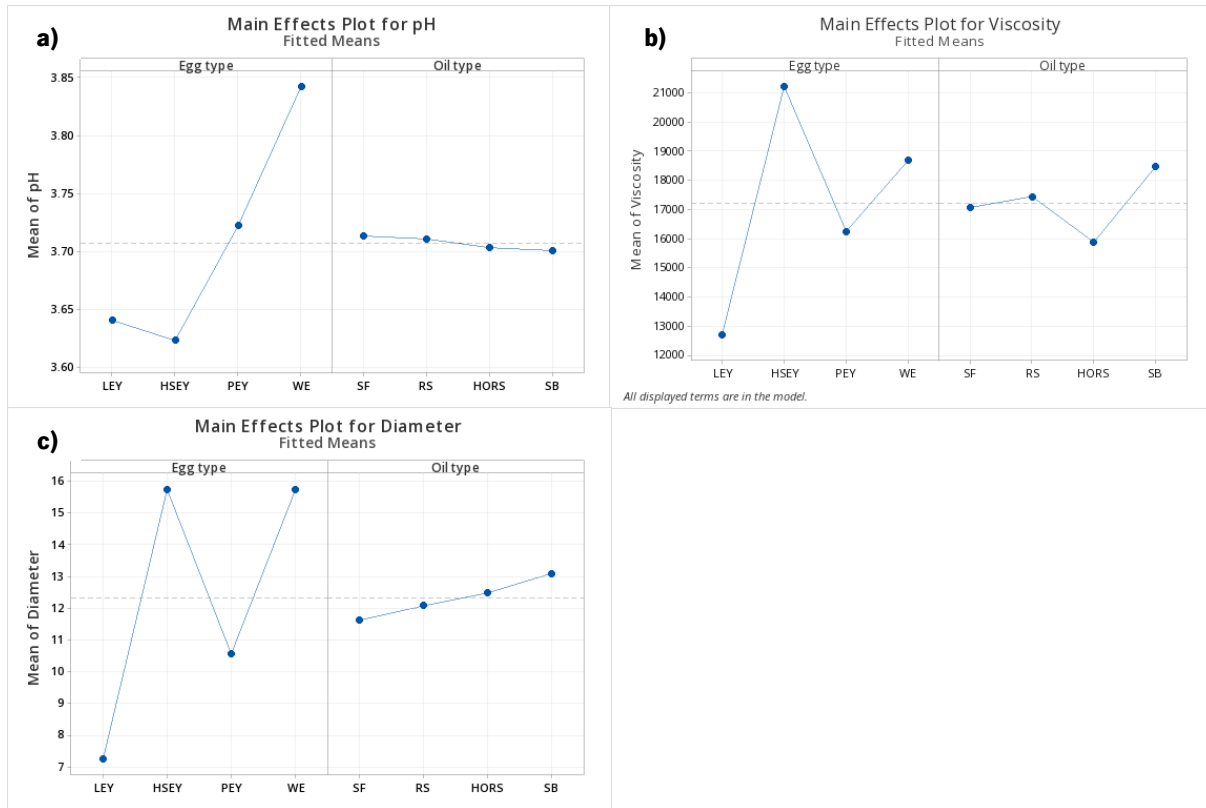 a)
Main Effects Plot for pH
Fitted Means
Egg type Oil type
Mean of pH
3.85
3.80
3.75
3.70
3.65
3.60
LEY HSEY PEY WE SF RS HORS SB
b)
Main Effects Plot for Viscosity
Fitted Means
Egg type Oil type
Mean of Viscosity
21000
20000
19000
18000
17000
16000
15000
14000
13000
12000
LEY HSEY PEY WE SF RS HORS SB
All displayed terms are in the model.
c)
Main Effects Plot for Diameter
Fitted Means
Egg type Oil type
Mean of Diameter
16
15
14
13
12
11
10
9
8
7
LEY HSEY PEY WE SF RS HORS SB